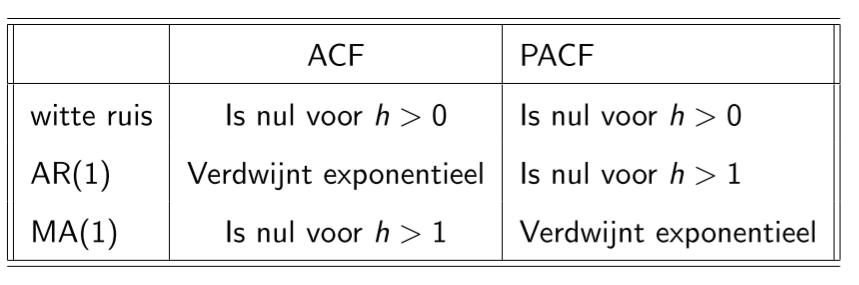 ACF PACF
witte ruis Is nul voor h > 0 Is nul voor h > 0
AR(1) Verdwijnt exponentieel Is nul voor h > 1
MA(1) Is nul voor h > 1 Verdwijnt exponentieel